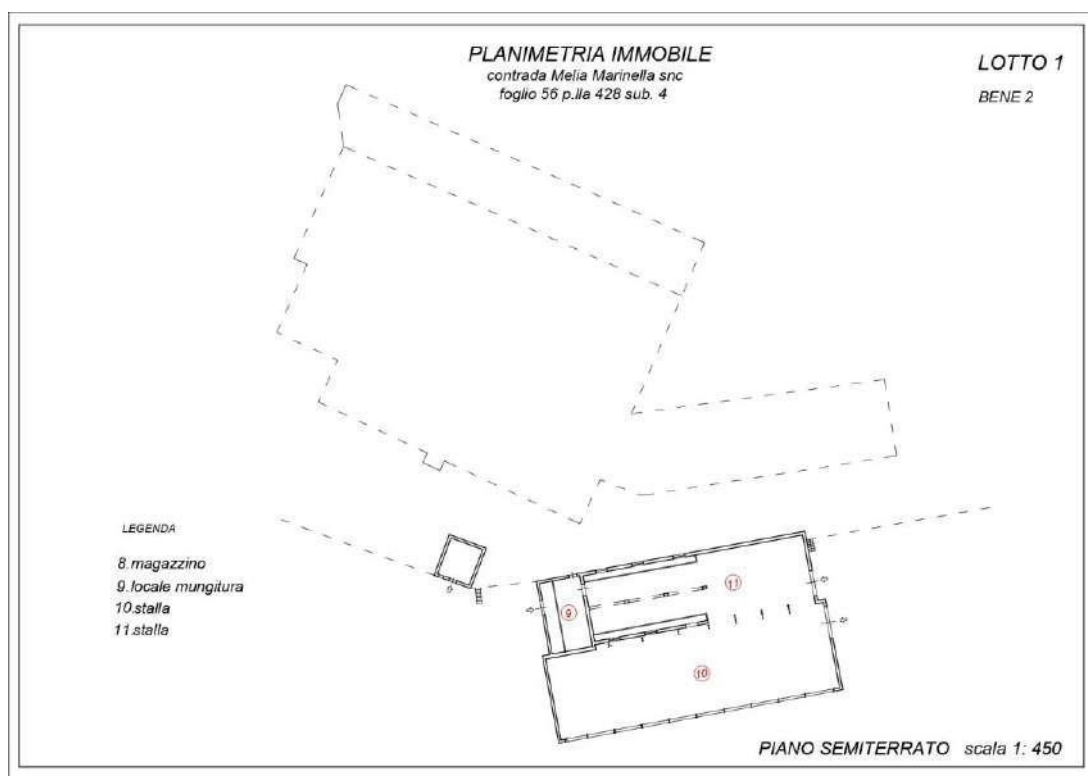 PLANIMETRIA IMMOBILE
contrada Melia Marinella snc
foglio 56 p.lla 428 sub. 4
LOTTO 1
BENE 2
LEGENDA
8.magazzino
9.locale mungitura
10.stalla
11.stalla
9
11
10
PIANO SEMITERRATO scala 1: 450